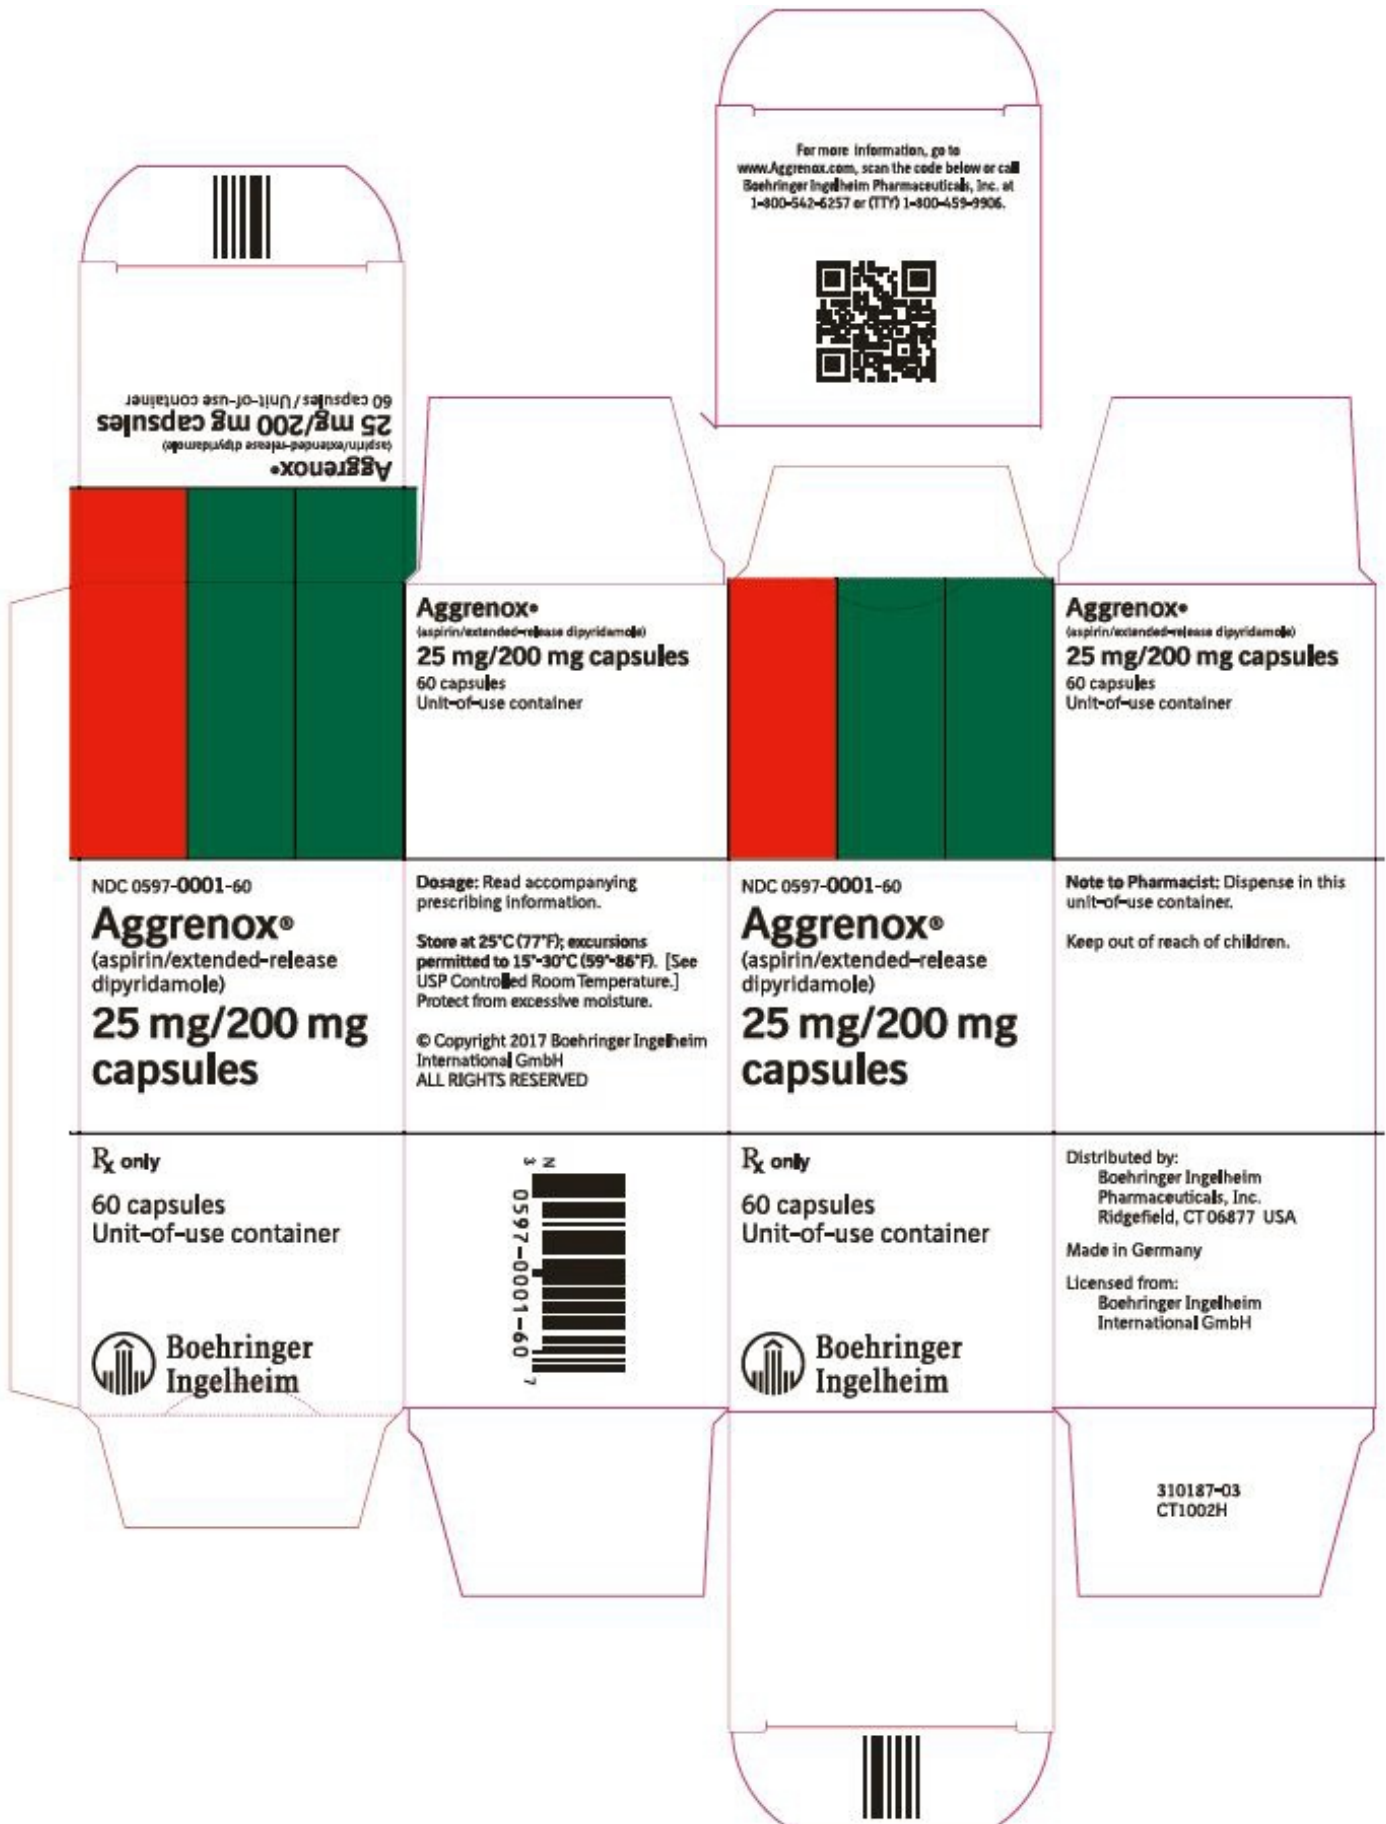 For more information, go to
www.Aggrenox.com, scan the code below or call
Boehringer Ingelheim Pharmaceuticals, Inc. at
1-800-542-6257 or (TTY) 1-800-459-9906.
Aggrenox®
(aspirin/extended-release dipyridamole)
25 mg/200 mg capsules
60 capsules / Unit-of-use container
Aggrenox®
(aspirin/extended-release dipyridamole)
25 mg/200 mg capsules
60 capsules
Unit-of-use container
Aggrenox®
(aspirin/extended-release dipyridamole)
25 mg/200 mg capsules
60 capsules
Unit-of-use container
NDC 0597-0001-60
Aggrenox®
(aspirin/extended-release
dipyridamole)
25 mg/200 mg
capsules
Dosage: Read accompanying
prescribing information.
Store at 25°C (77°F); excursions
permitted to 15°-30°C (59°-86°F). [See
USP Controlled Room Temperature.]
Protect from excessive moisture.
© Copyright 2017 Boehringer Ingelheim
International GmbH
ALL RIGHTS RESERVED
NDC 0597-0001-60
Aggrenox®
(aspirin/extended-release
dipyridamole)
25 mg/200 mg
capsules
Note to Pharmacist: Dispense in this
unit-of-use container.
Keep out of reach of children.
Rx only
60 capsules
Unit-of-use container
Boehringer
Ingelheim
N
3 0597-0001-60 7
Rx only
60 capsules
Unit-of-use container
Boehringer
Ingelheim
Distributed by:
Boehringer Ingelheim
Pharmaceuticals, Inc.
Ridgefield, CT 06877 USA
Made in Germany
Licensed from:
Boehringer Ingelheim
International GmbH
310187-03
CT1002H